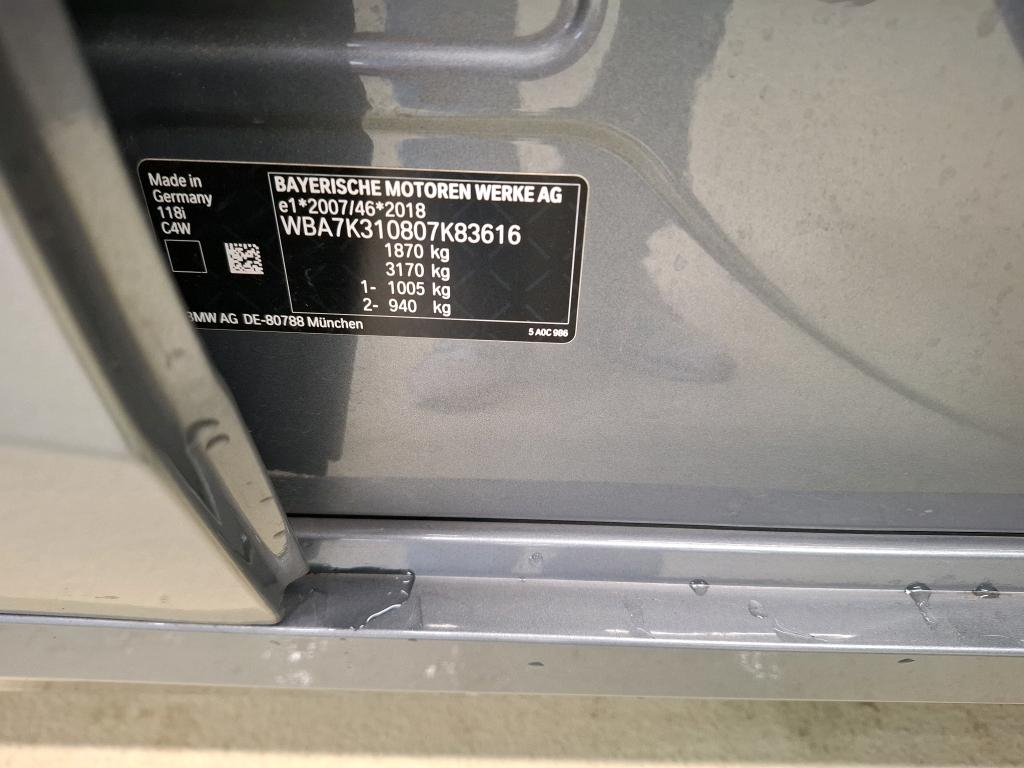 Made in
Germany
118i
C4W
BAYERISCHE MOTOREN WERKE AG
e1*2007/46*2018
WBA7K310807K83616
1870 kg
3170 kg
1- 1005 kg
2- 940 kg
BMW AG DE-80788 München
5 A0C 986